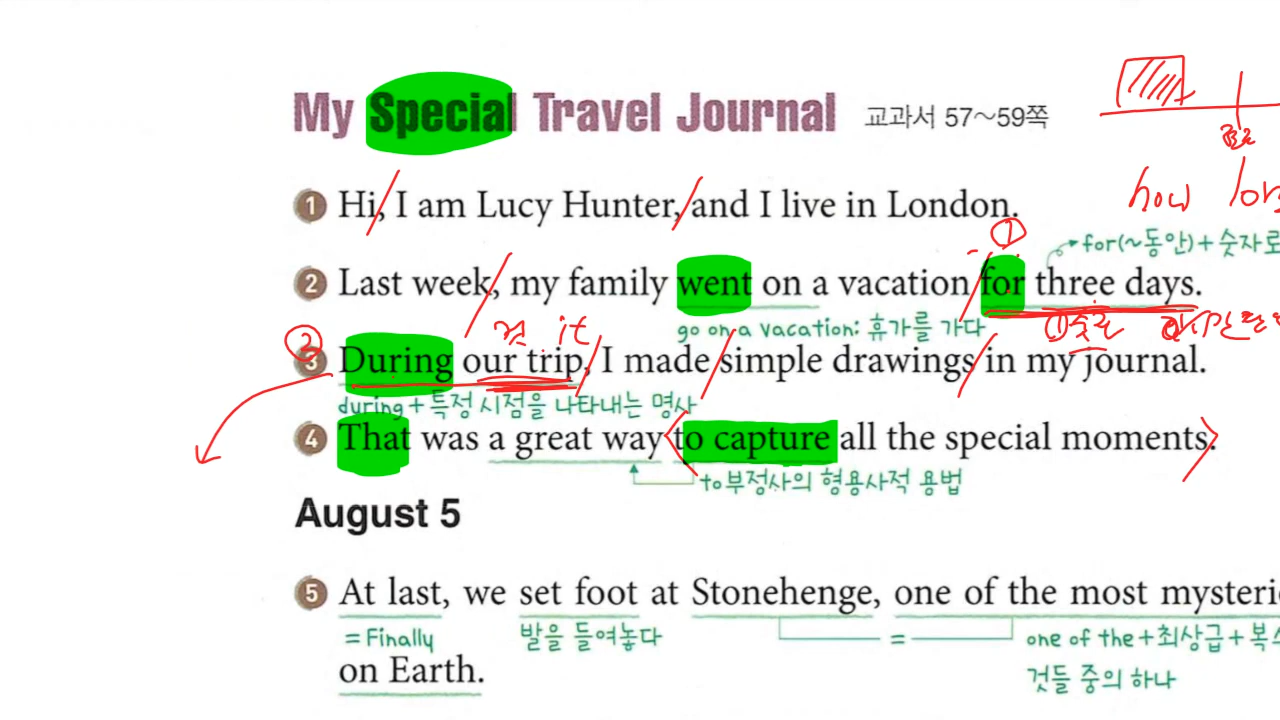 My Special Travel Journal 교과서 57~59쪽
1 Hi, I am Lucy Hunter, and I live in London.
how
① for(~동안)+숫자로
2 Last week, my family went on a vacation for three days.
go on a vacation: 휴가를 가다
② it
3 During our trip, I made simple drawings in my journal.
during+특정 시점을 나타내는 명사
4 That was a great way to capture all the special moments.
to부정사의 형용사적 용법
August 5
5 At last, we set foot at Stonehenge, one of the most mysteri
= Finally 발을 들여놓다 = one of the+최상급+복
on Earth. 것들 중의 하나